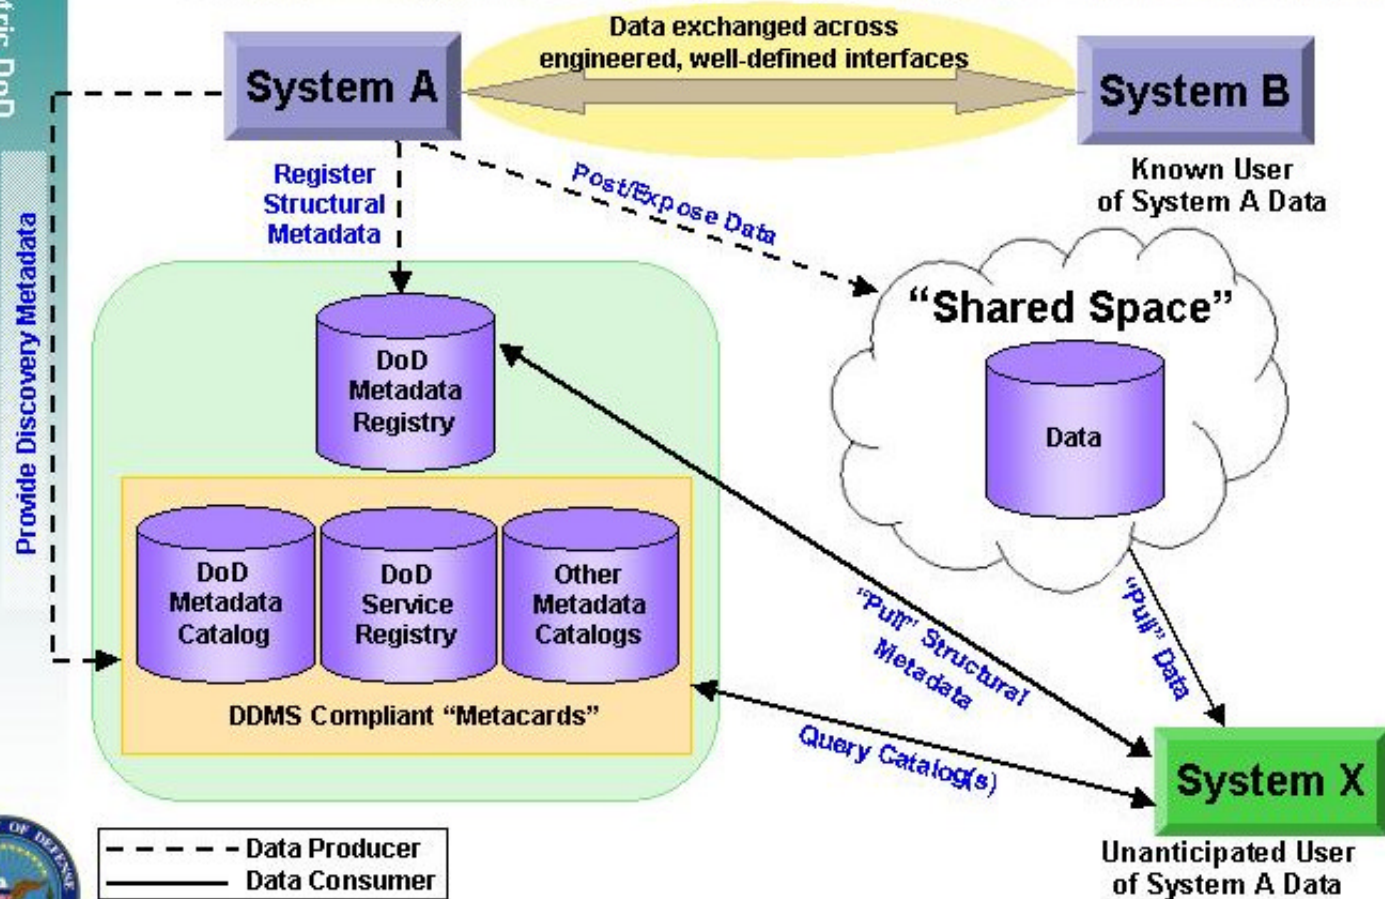 Data exchanged across
engineered, well-defined interfaces
System A
System B
Known User
of System A Data
Register
Structural
Metadata
Post/Expose Data
Provide Discovery Metadata
"Shared Space"
Data
DoD
Metadata
Registry
DoD
Metadata
Catalog
DoD
Service
Registry
Other
Metadata
Catalogs
DDMS Compliant "Metacards"
"Pull" Structural
Metadata
"Pull" Data
Query Catalog(s)
System X
Unanticipated User
of System A Data
Data Producer
Data Consumer
DoD
OF DEFENSE